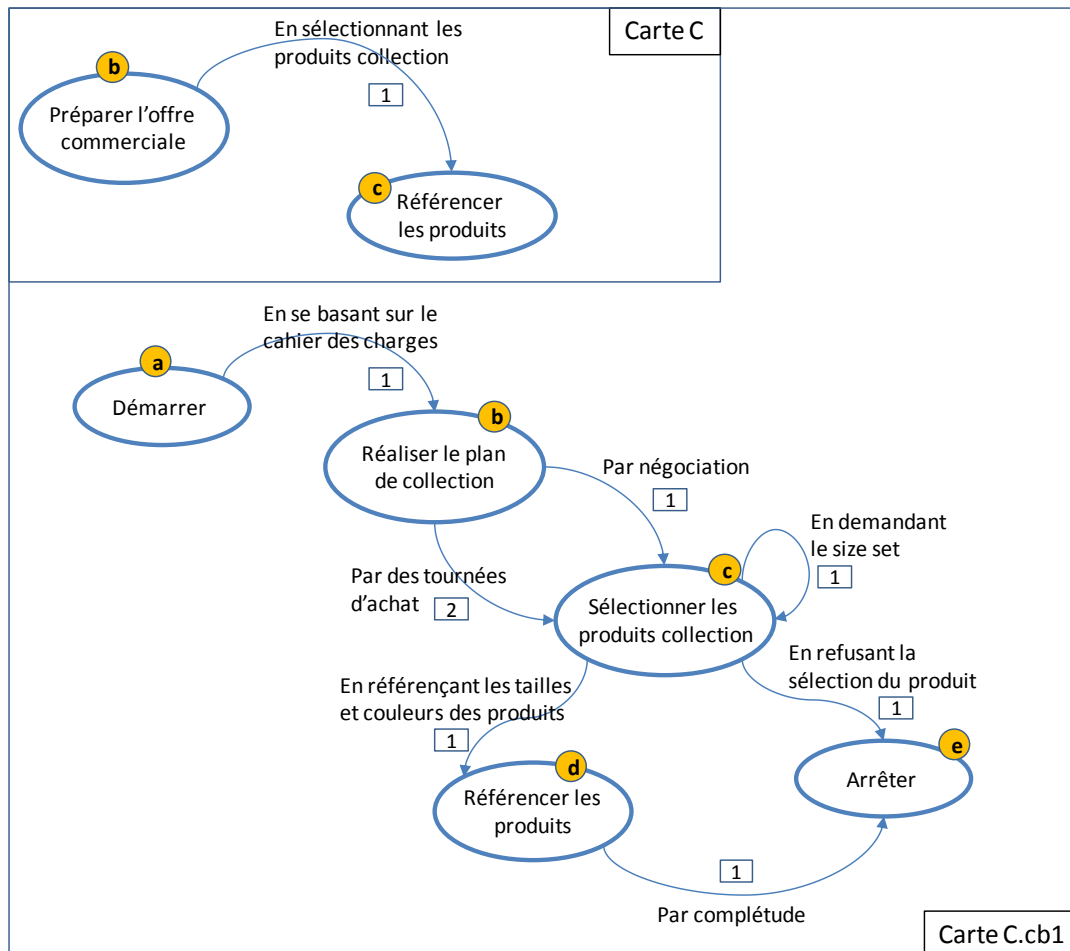 En sélectionnant les
produits collection
1
Carte C
b
Préparer l'offre
commerciale
c
Référencer
les produits
En se basant sur le
cahier des charges
1
a
Démarrer
b
Réaliser le plan
de collection
Par négociation
1
En demandant
le size set
1
Par des tournées
d'achat
2
c
Sélectionner les
produits collection
En refusant la
sélection du produit
1
En référençant les tailles
et couleurs des produits
1
d
Référencer les
produits
e
Arrêter
1
Par complétude
Carte C.cb1